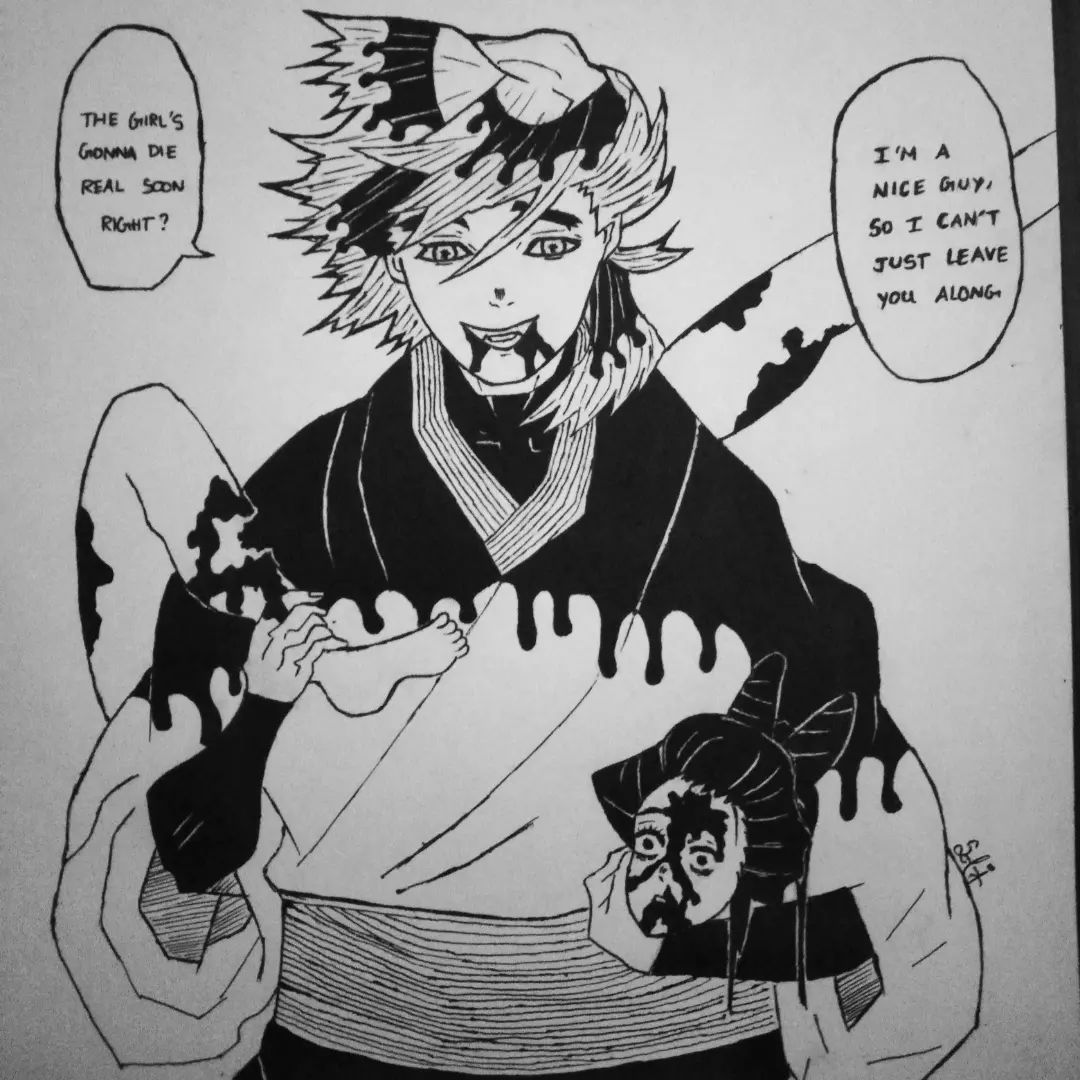 THE GIRL'S
GONNA DIE
REAL SOON
RIGHT?
I'M A
NICE GUY,
SO I CAN'T
JUST LEAVE
YOU ALONG